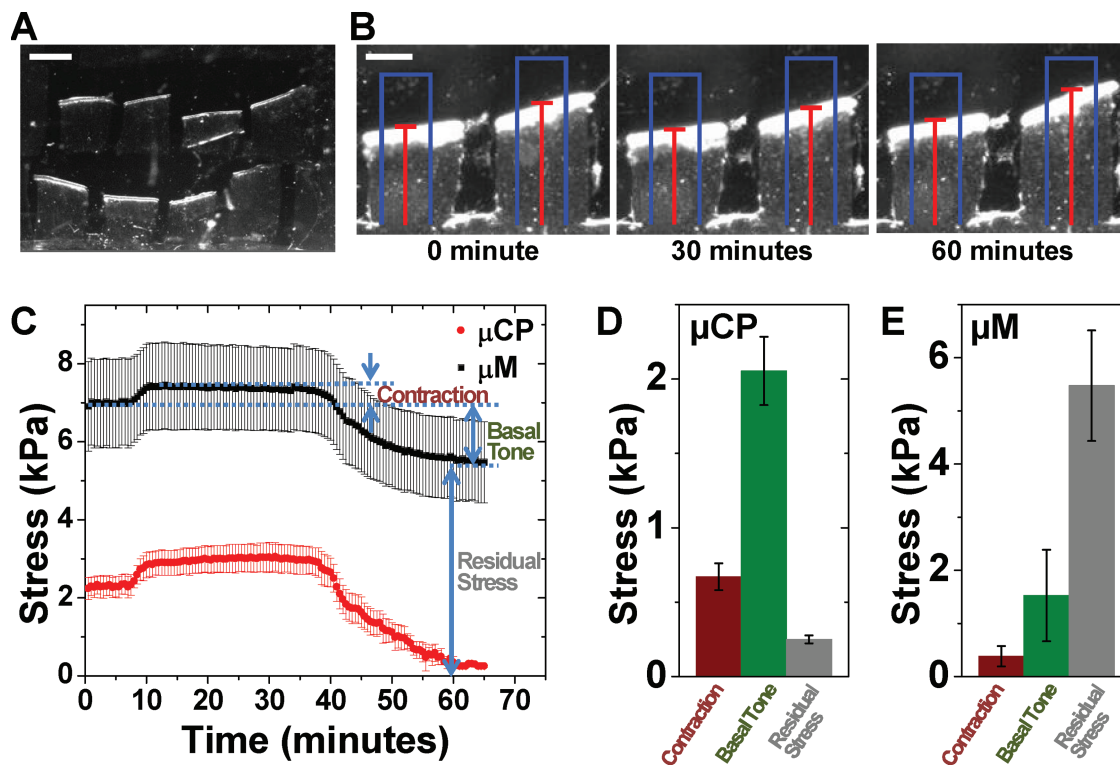 A
B
0 minute
30 minutes
60 minutes
C
μCP
μM
Contraction
Basal
Tone
Residual
Stress
Stress (kPa)
8
6
4
2
0
0 10 20 30 40 50 60 70
Time (minutes)
D
μCP
Stress (kPa)
2
1
0
Contraction
Basal Tone
Residual
Stress
E
μM
Stress (kPa)
6
4
2
0
Contraction
Basal Tone
Residual
Stress